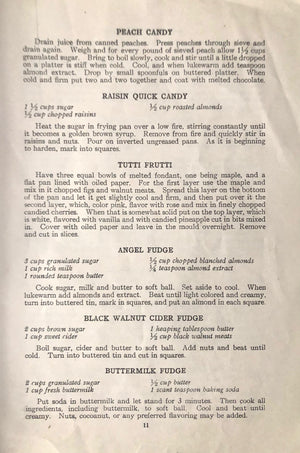 PEACH CANDY
Drain juice from canned peaches. Press peaches through sieve and
drain again. Weigh and for every pound of sieved peach allow 1½ cups
granulated sugar. Bring to boil slowly, cook and stir until a little dropped
on a platter is stiff when cold. Cool, and when lukewarm add teaspoon
almond extract. Drop by small spoonfuls on buttered platter. When
cold and firm put two and two together and coat with melted chocolate.
RAISIN QUICK CANDY
1½ cups sugar ½ cup roasted almonds
½ cup chopped raisins
Heat the sugar in frying pan over a low fire, stirring constantly until
it becomes a golden brown syrup. Remove from fire and quickly stir in
raisins and nuts. Pour on inverted ungreased pans. As it is beginning
to harden, mark into squares.
TUTTI FRUTTI
Have three equal bowls of melted fondant, one being maple, and a
flat pan lined with oiled paper. For the first layer use the maple and
mix in it chopped figs and walnut meats. Spread this layer on the bottom
of the pan and let it get slightly cool and firm, and then put over it the
second layer, which, color pink, flavor with rose and mix in finely chopped
candied cherries. When that is somewhat solid put on the top layer, which
is white, flavored with vanilla and with candied pineapple cut in bits mixed
in. Cover with oiled paper and leave in the mould overnight. Remove
and cut in slices.
ANGEL FUDGE
3 cups granulated sugar ½ cup chopped blanched almonds
1 cup rich milk ¼ teaspoon almond extract
1 rounded teaspoon butter
Cook sugar, milk and butter to soft ball. Set aside to cool. When
lukewarm add almonds and extract. Beat until light colored and creamy,
turn into buttered tin, mark in squares, and put an almond in each square.
BLACK WALNUT CIDER FUDGE
2 cups brown sugar 1 heaping tablespoon butter
1 cup sweet cider ½ cup black walnut meats
Boil sugar, cider and butter to soft ball. Add nuts and beat until
cold. Turn into buttered tin and cut in squares.
BUTTERMILK FUDGE
2 cups granulated sugar ½ cup butter
1 cup fresh buttermilk 1 scant teaspoon baking soda
Put soda in buttermilk and let stand for 3 minutes. Then cook all
ingredients, including buttermilk, to soft ball. Cool and beat until
creamy. Nuts, cocoanut, or any preferred flavoring may be added.
11